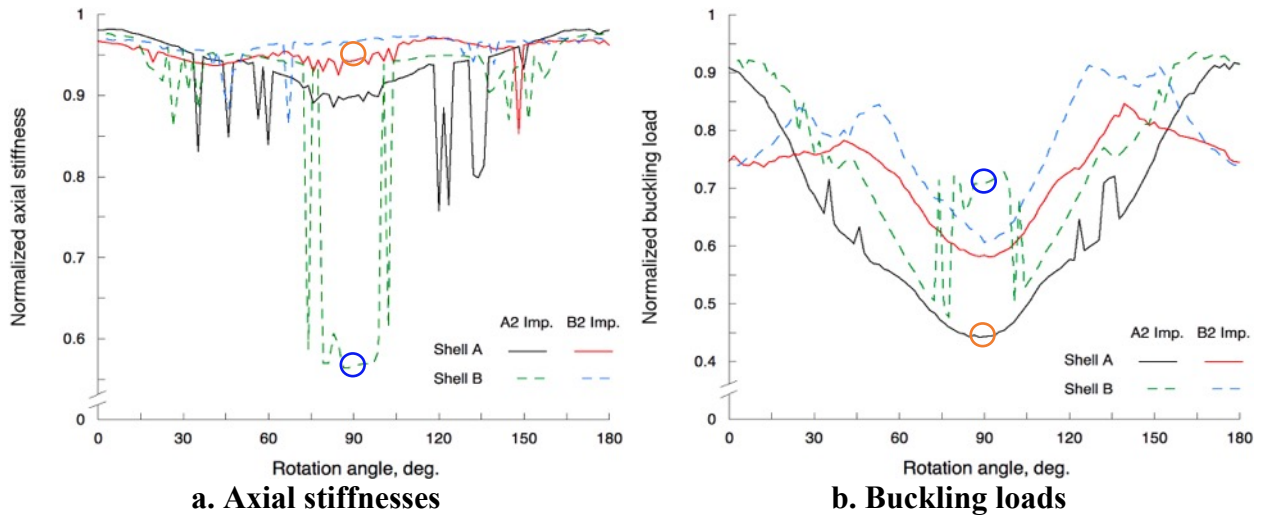 Normalized axial stiffness
1
0.9
0.8
0.7
0.6
0
0 30 60 90 120 150 180
Rotation angle, deg.
A2 Imp. B2 Imp.
Shell A
Shell B
a. Axial stiffnesses
Normalized buckling load
1
0.9
0.8
0.7
0.6
0.5
0.4
0
0 30 60 90 120 150 180
Rotation angle, deg.
A2 Imp. B2 Imp.
Shell A
Shell B
b. Buckling loads